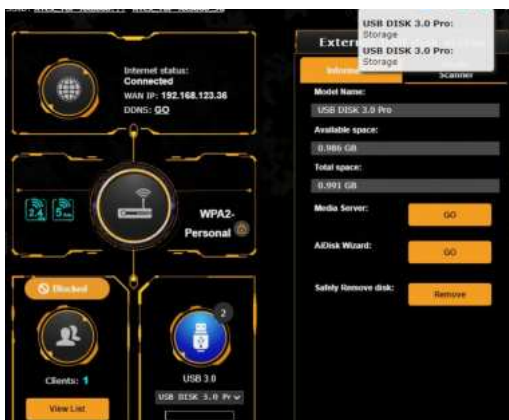 USB DISK 3.0 Pro:
Storage
USB DISK 3.0 Pro:
Storage
Internet status:
Connected
WAN IP: 192.168.123.36
DDNS: GO
2.4
5
WPA2-
Personal
Blocked
Clients: 1
View List
2
USB 3.0
USB DISK 3.0 Pr
Scanner
Model Name:
USB DISK 3.0 Pro
Available space:
0.986 GB
Total space:
0.991 GB
Media Server:
GO
AiDisk Wizard:
GO
Safely Remove disk:
Remove